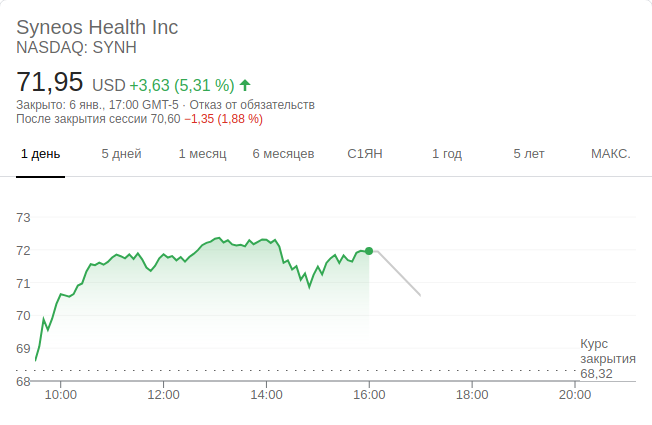 Syneos Health Inc
NASDAQ: SYNH
71,95 USD +3,63 (5,31 %)
Закрыто: 6 янв., 17:00 GMT-5 · Отказ от обязательств
После закрытия сессии 70,60 −1,35 (1,88 %)
1 день 5 дней 1 месяц 6 месяцев С1ЯН 1 год 5 лет МАКС.
73
72
71
70
69
Курс
закрытия
68,32
68
10:00 12:00 14:00 16:00 18:00 20:00